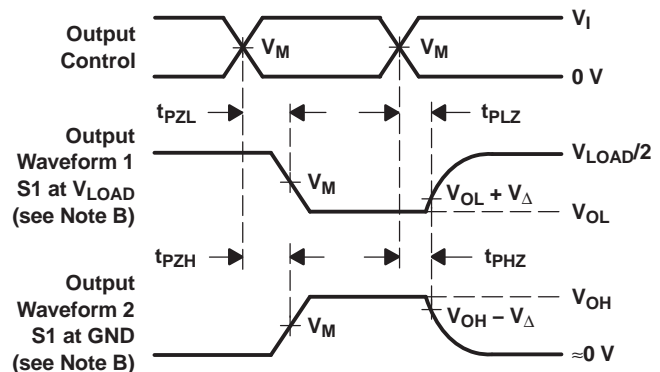 Output
Control
V_M
V_M
V_I
0 V
t_PZL
t_PLZ
Output
Waveform 1
S1 at V_LOAD
(see Note B)
V_M
V_LOAD/2
V_OL + V_Δ
V_OL
t_PZH
t_PHZ
Output
Waveform 2
S1 at GND
(see Note B)
V_M
V_OH
V_OH – V_Δ
≈0 V